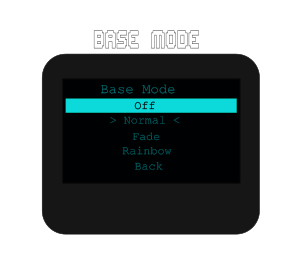 BASE MODE
Base Mode
Off
> Normal <
Fade
Rainbow
Back